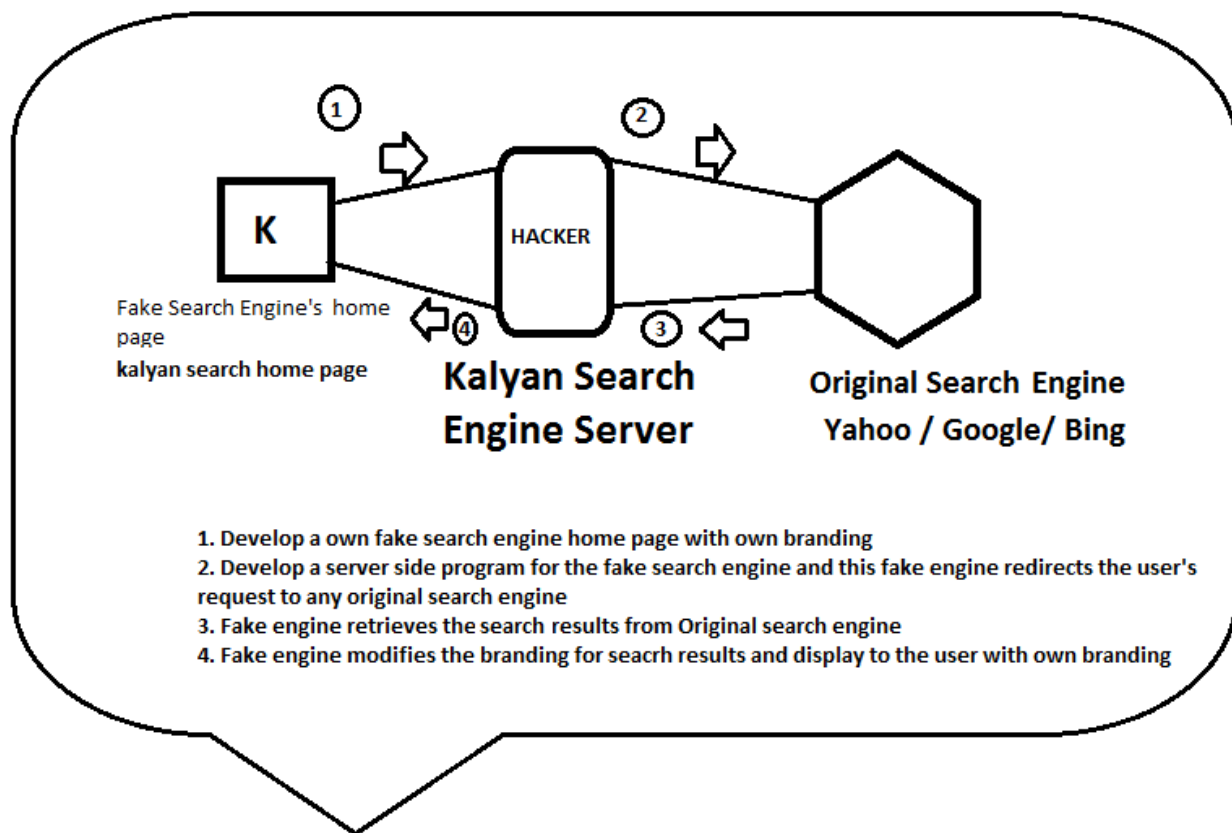 1
2
K
HACKER
Fake Search Engine's home
page
kalyan search home page
4
3
Kalyan Search
Engine Server
Original Search Engine
Yahoo / Google/ Bing
1. Develop a own fake search engine home page with own branding
2. Develop a server side program for the fake search engine and this fake engine redirects the user's
request to any original search engine
3. Fake engine retrieves the search results from Original search engine
4. Fake engine modifies the branding for seacrh results and display to the user with own branding